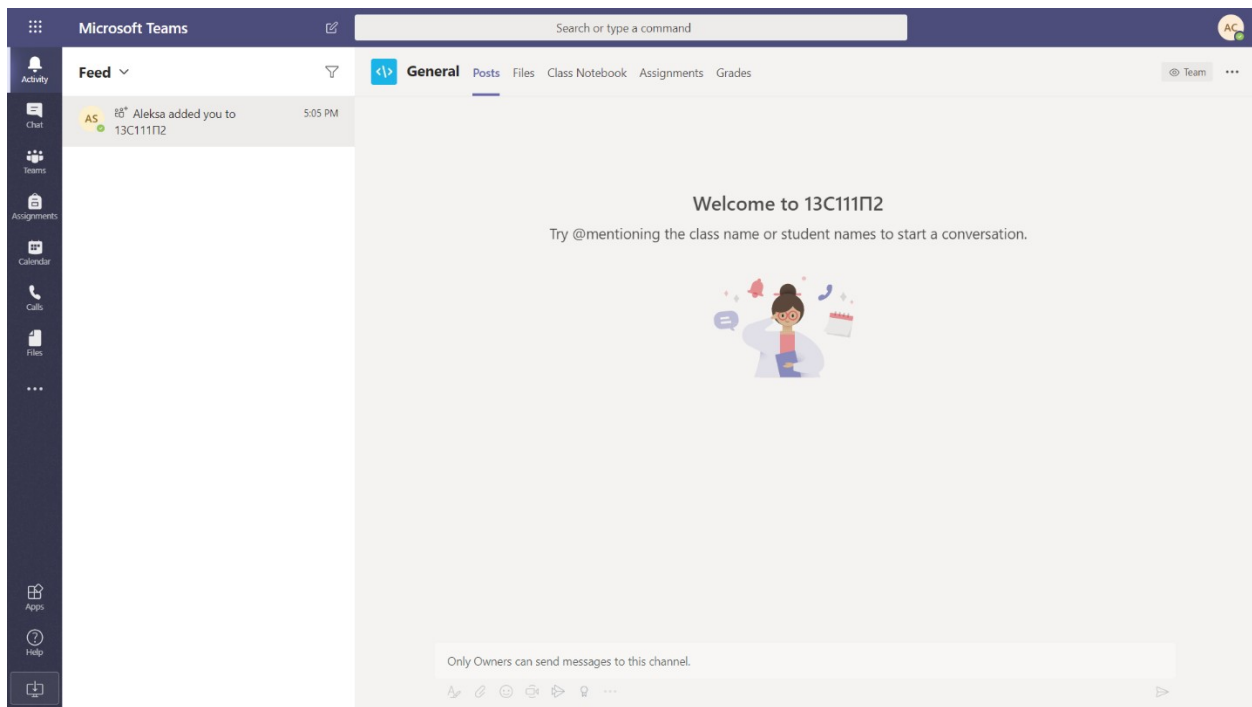 Microsoft Teams
Search or type a command
AC
Activity
Chat
Teams
Assignments
Calendar
Calls
Files
Apps
Help
Feed
AS Aleksa added you to 5:05 PM
13С111П2
General Posts Files Class Notebook Assignments Grades
Team
Welcome to 13С111П2
Try @mentioning the class name or student names to start a conversation.
Only Owners can send messages to this channel.